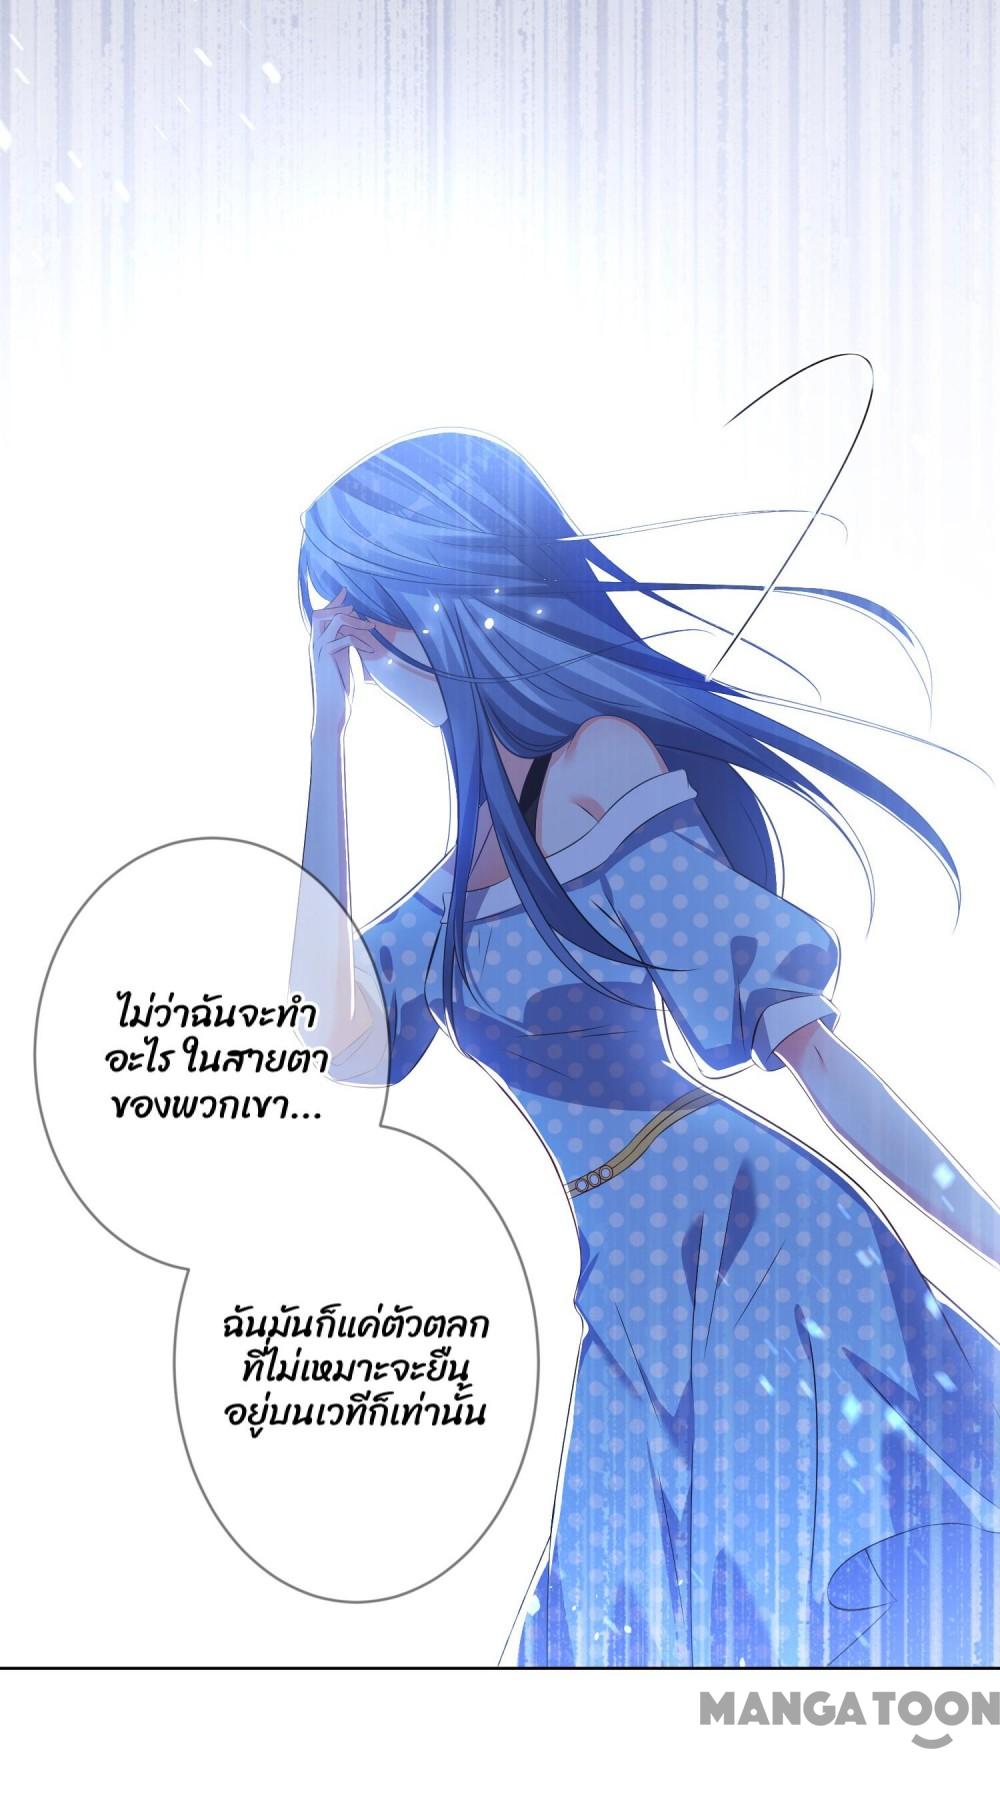 ไม่ว่าฉันจะทำ
อะไร ในสายตา
ของพวกเขา...
ฉันมันก็แค่ตัวตลก
ที่ไม่เหมาะจะยืน
อยู่บนเวทีก็เท่านั้น
MANGATOON